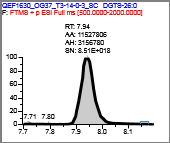 QEF1630_OG37_T3-14-0-3_SC DGTS-26:0
F: FTMS + p ESI Full ms [500.0000-2000.0000]
RT: 7.94
AA: 11527806
AH: 3156780
SN: 8.51E+018
100
80
60
40
20
0
7.71 7.80
7.7 7.8 7.9 8.0 8.1